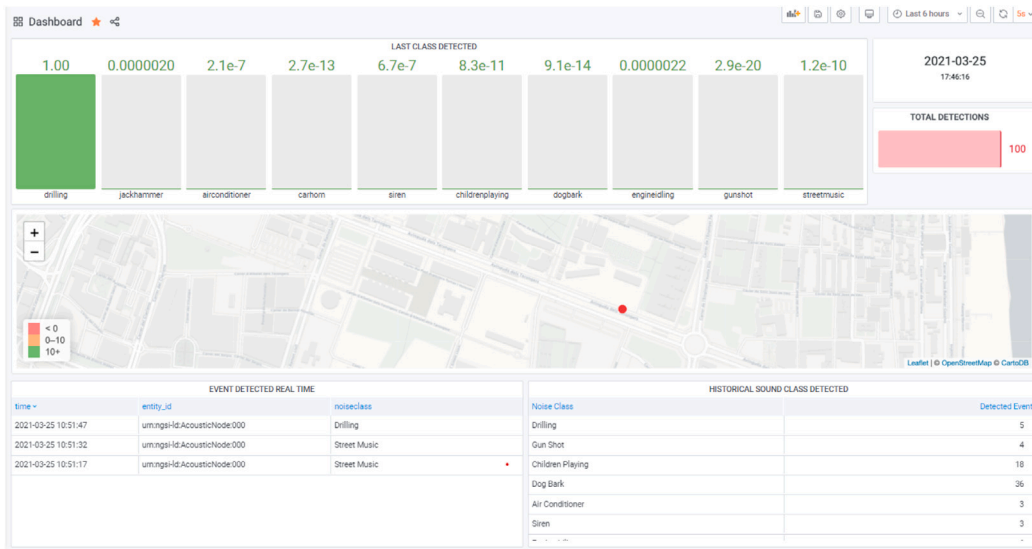 Dashboard
Last 6 hours
5s
LAST CLASS DETECTED
1.00 0.0000020 2.1e-7 2.7e-13 6.7e-7 8.3e-11 9.1e-14 0.0000022 2.9e-20 1.2e-10
drilling jackhammer airconditioner carhorn siren childrenplaying dogbark engineidling gunshot streetmusic
2021-03-25
17:46:16
TOTAL DETECTIONS
100
+
−
< 0
0–10
10+
Leaflet | © OpenStreetMap © CartoDB
EVENT DETECTED REAL TIME
time entity_id noiseclass
2021-03-25 10:51:47 urn:ngsi-ld:AcousticNode:000 Drilling
2021-03-25 10:51:32 urn:ngsi-ld:AcousticNode:000 Street Music
2021-03-25 10:51:17 urn:ngsi-ld:AcousticNode:000 Street Music
HISTORICAL SOUND CLASS DETECTED
Noise Class Detected Event
Drilling 5
Gun Shot 4
Children Playing 18
Dog Bark 36
Air Conditioner 3
Siren 3